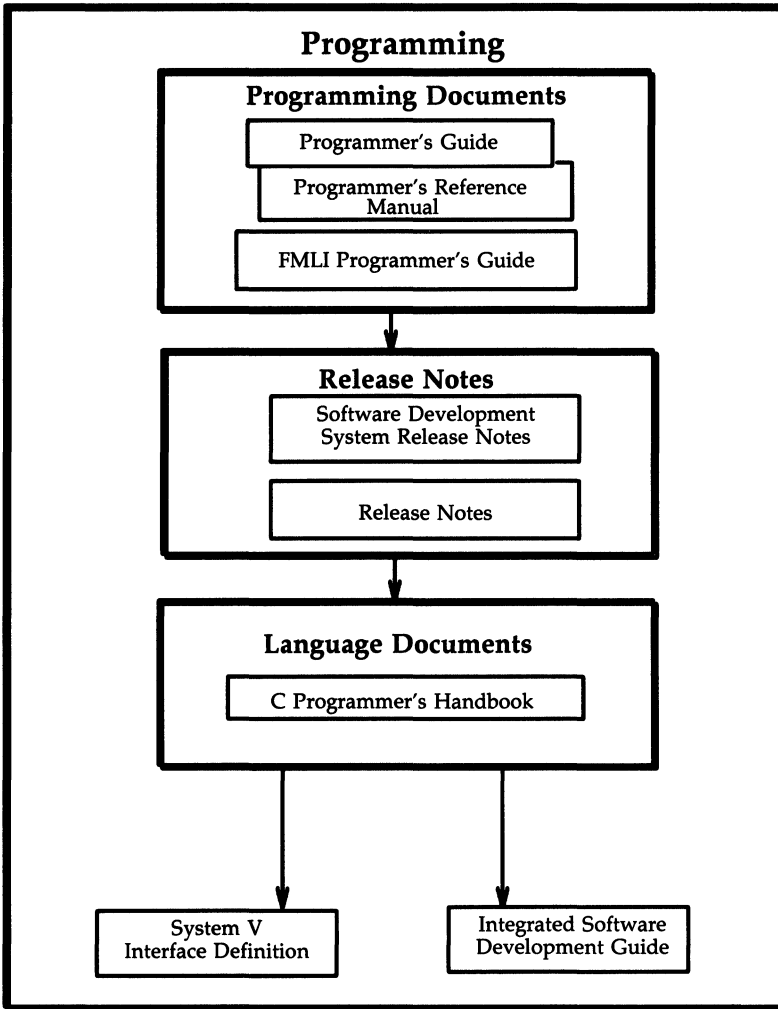 Programming
Programming Documents
Programmer's Guide
Programmer's Reference
Manual
FMLI Programmer's Guide
Release Notes
Software Development
System Release Notes
Release Notes
Language Documents
C Programmer's Handbook
System V
Interface Definition
Integrated Software
Development Guide